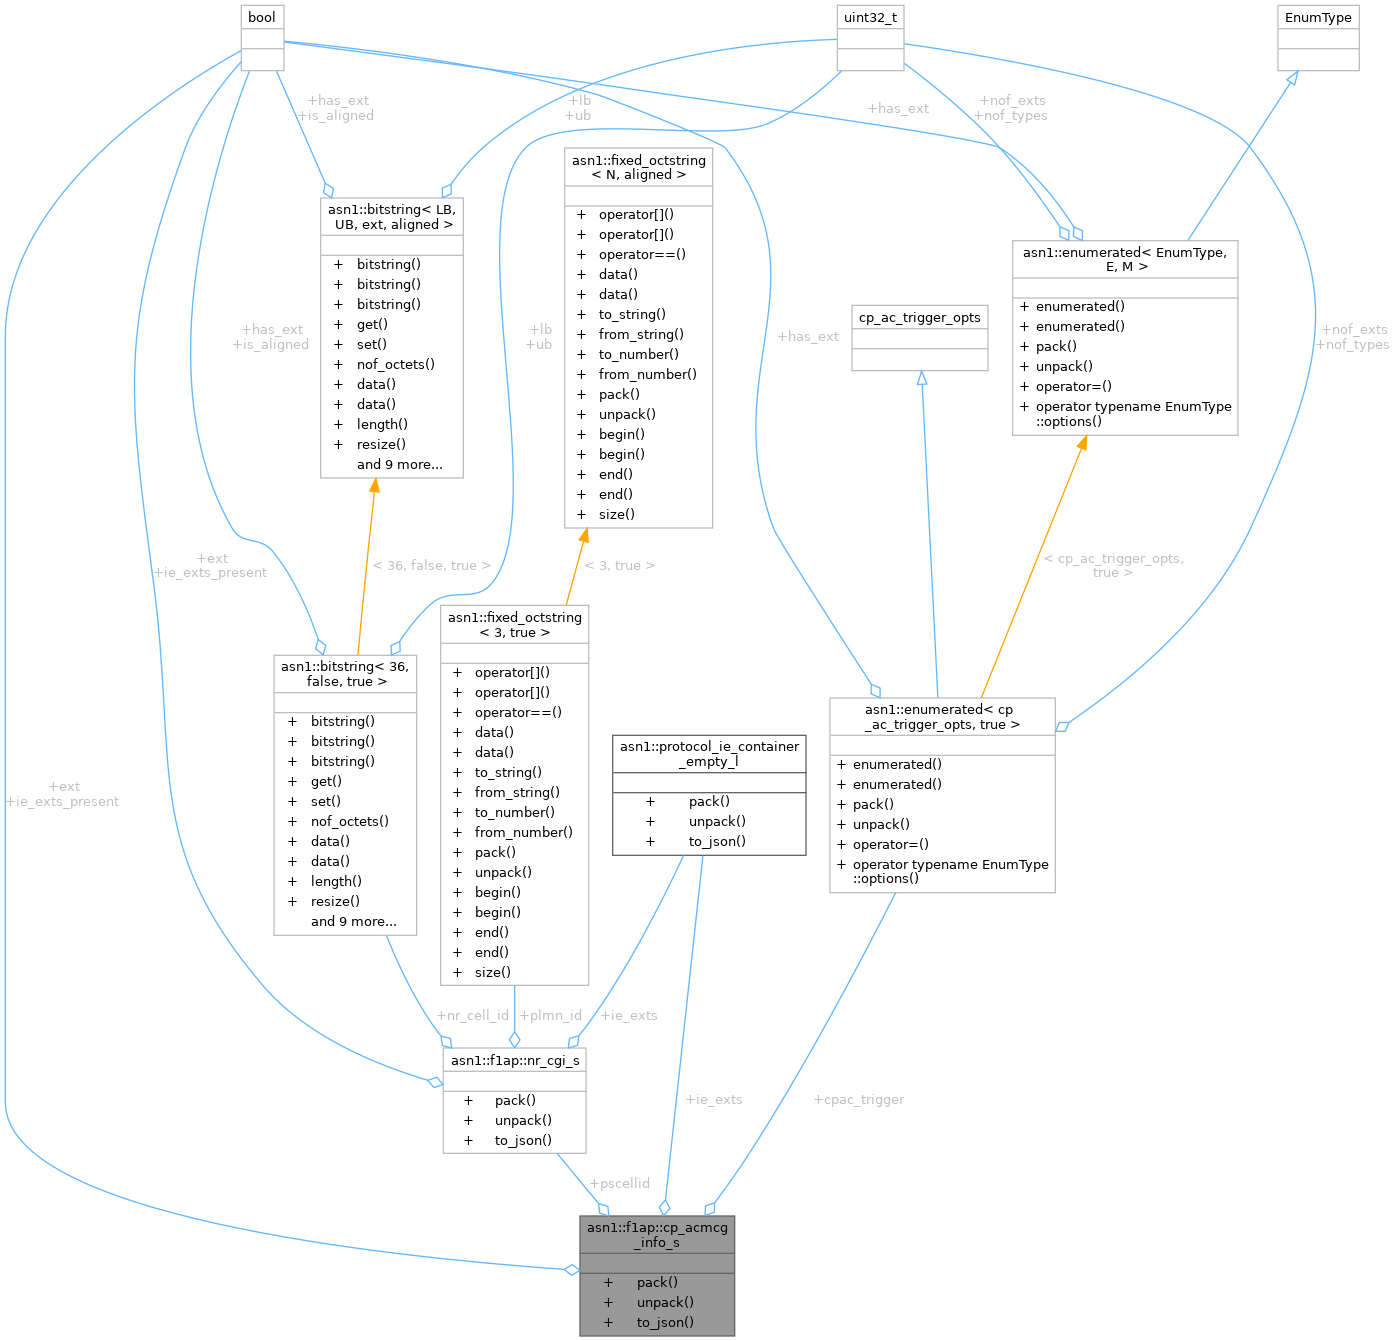 bool
uint32_t
EnumType
+has_ext
+is_aligned
+lb
+ub
+has_ext
+nof_exts
+nof_types
asn1::fixed_octstring
< N, aligned >
+ operator[]()
+ operator[]()
+ operator==()
+ data()
+ data()
+ to_string()
+ from_string()
+ to_number()
+ from_number()
+ pack()
+ unpack()
+ begin()
+ begin()
+ end()
+ end()
+ size()
asn1::bitstring< LB,
UB, ext, aligned >
+ bitstring()
+ bitstring()
+ bitstring()
+ get()
+ set()
+ nof_octets()
+ data()
+ data()
+ length()
+ resize()
and 9 more...
asn1::enumerated< EnumType,
E, M >
+ enumerated()
+ enumerated()
+ pack()
+ unpack()
+ operator=()
+ operator typename EnumType
::options()
cp_ac_trigger_opts
+has_ext
+is_aligned
+lb
+ub
+has_ext
+nof_exts
+nof_types
+ext
+ie_exts_present
< 36, false, true >
< 3, true >
< cp_ac_trigger_opts,
true >
asn1::fixed_octstring
< 3, true >
+ operator[]()
+ operator[]()
+ operator==()
+ data()
+ data()
+ to_string()
+ from_string()
+ to_number()
+ from_number()
+ pack()
+ unpack()
+ begin()
+ begin()
+ end()
+ end()
+ size()
asn1::bitstring< 36,
false, true >
+ bitstring()
+ bitstring()
+ bitstring()
+ get()
+ set()
+ nof_octets()
+ data()
+ data()
+ length()
+ resize()
and 9 more...
asn1::enumerated< cp
_ac_trigger_opts, true >
+ enumerated()
+ enumerated()
+ pack()
+ unpack()
+ operator=()
+ operator typename EnumType
::options()
asn1::protocol_ie_container
_empty_l
+ pack()
+ unpack()
+ to_json()
+ext
+ie_exts_present
+nr_cell_id
+plmn_id
+ie_exts
asn1::f1ap::nr_cgi_s
+ pack()
+ unpack()
+ to_json()
+ie_exts
+cpac_trigger
+pscellid
asn1::f1ap::cp_acmcg
_info_s
+ pack()
+ unpack()
+ to_json()